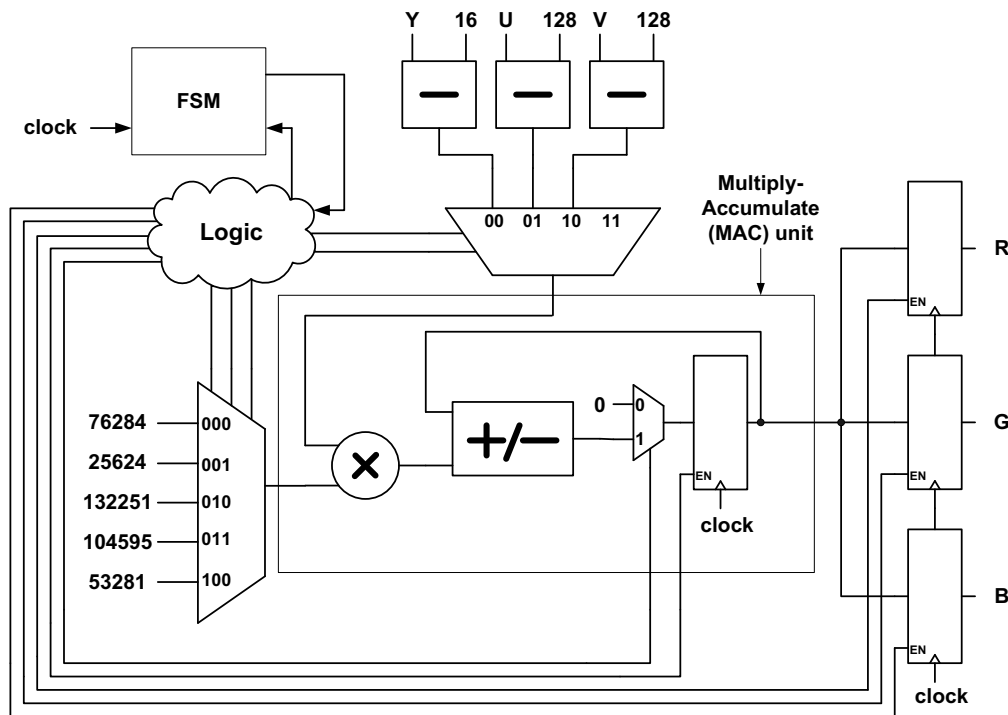 Y 16 U 128 V 128
FSM
clock
Logic
00 01 10 11
Multiply-
Accumulate
(MAC) unit
R
EN
76284 000
25624 001
132251 010
104595 011
53281 100
0 0
1
+/−
×
EN
clock
G
EN
B
EN
clock